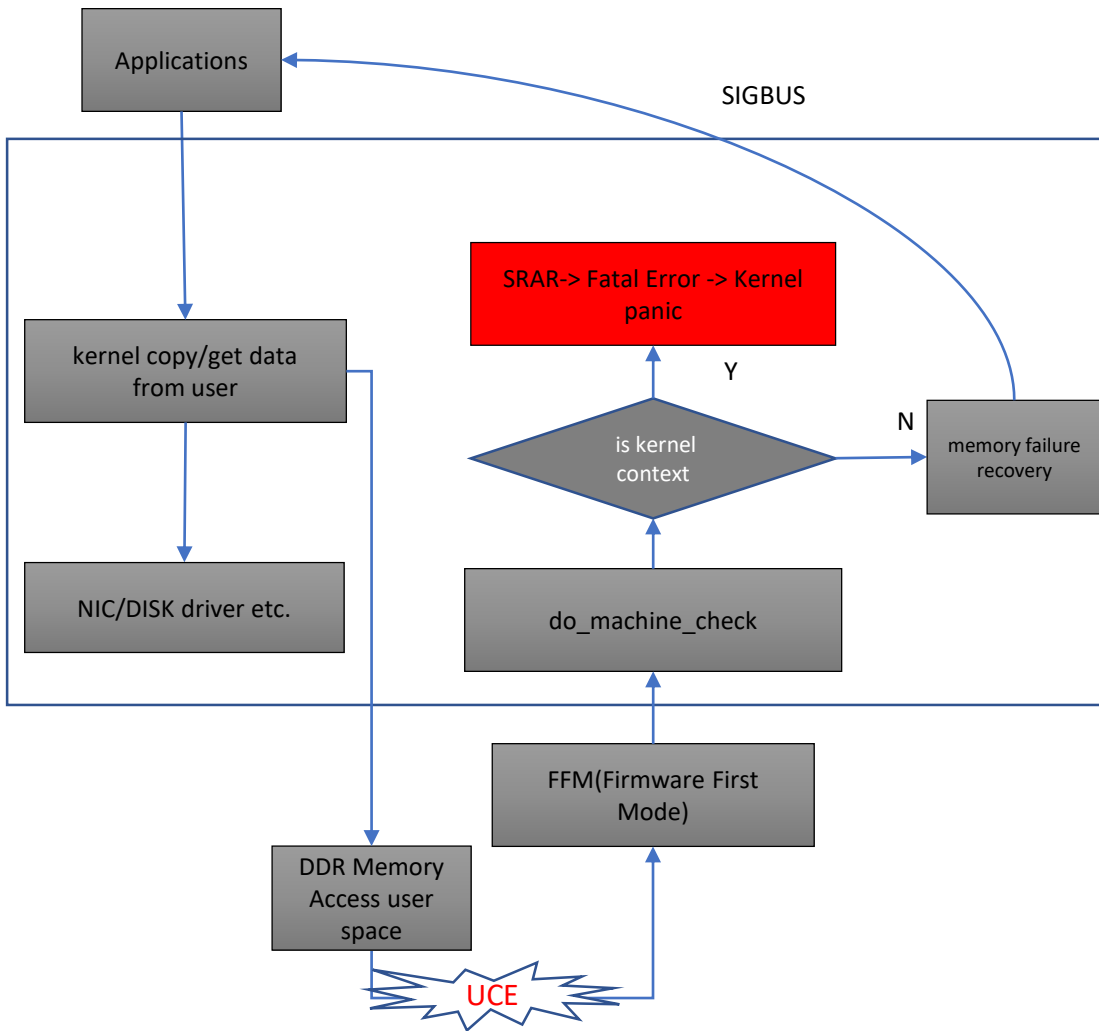 Applications
SIGBUS
SRAR-> Fatal Error -> Kernel
panic
kernel copy/get data
from user
Y
is kernel
context
N
memory failure
recovery
NIC/DISK driver etc.
do_machine_check
FFM(Firmware First
Mode)
DDR Memory
Access user
space
UCE